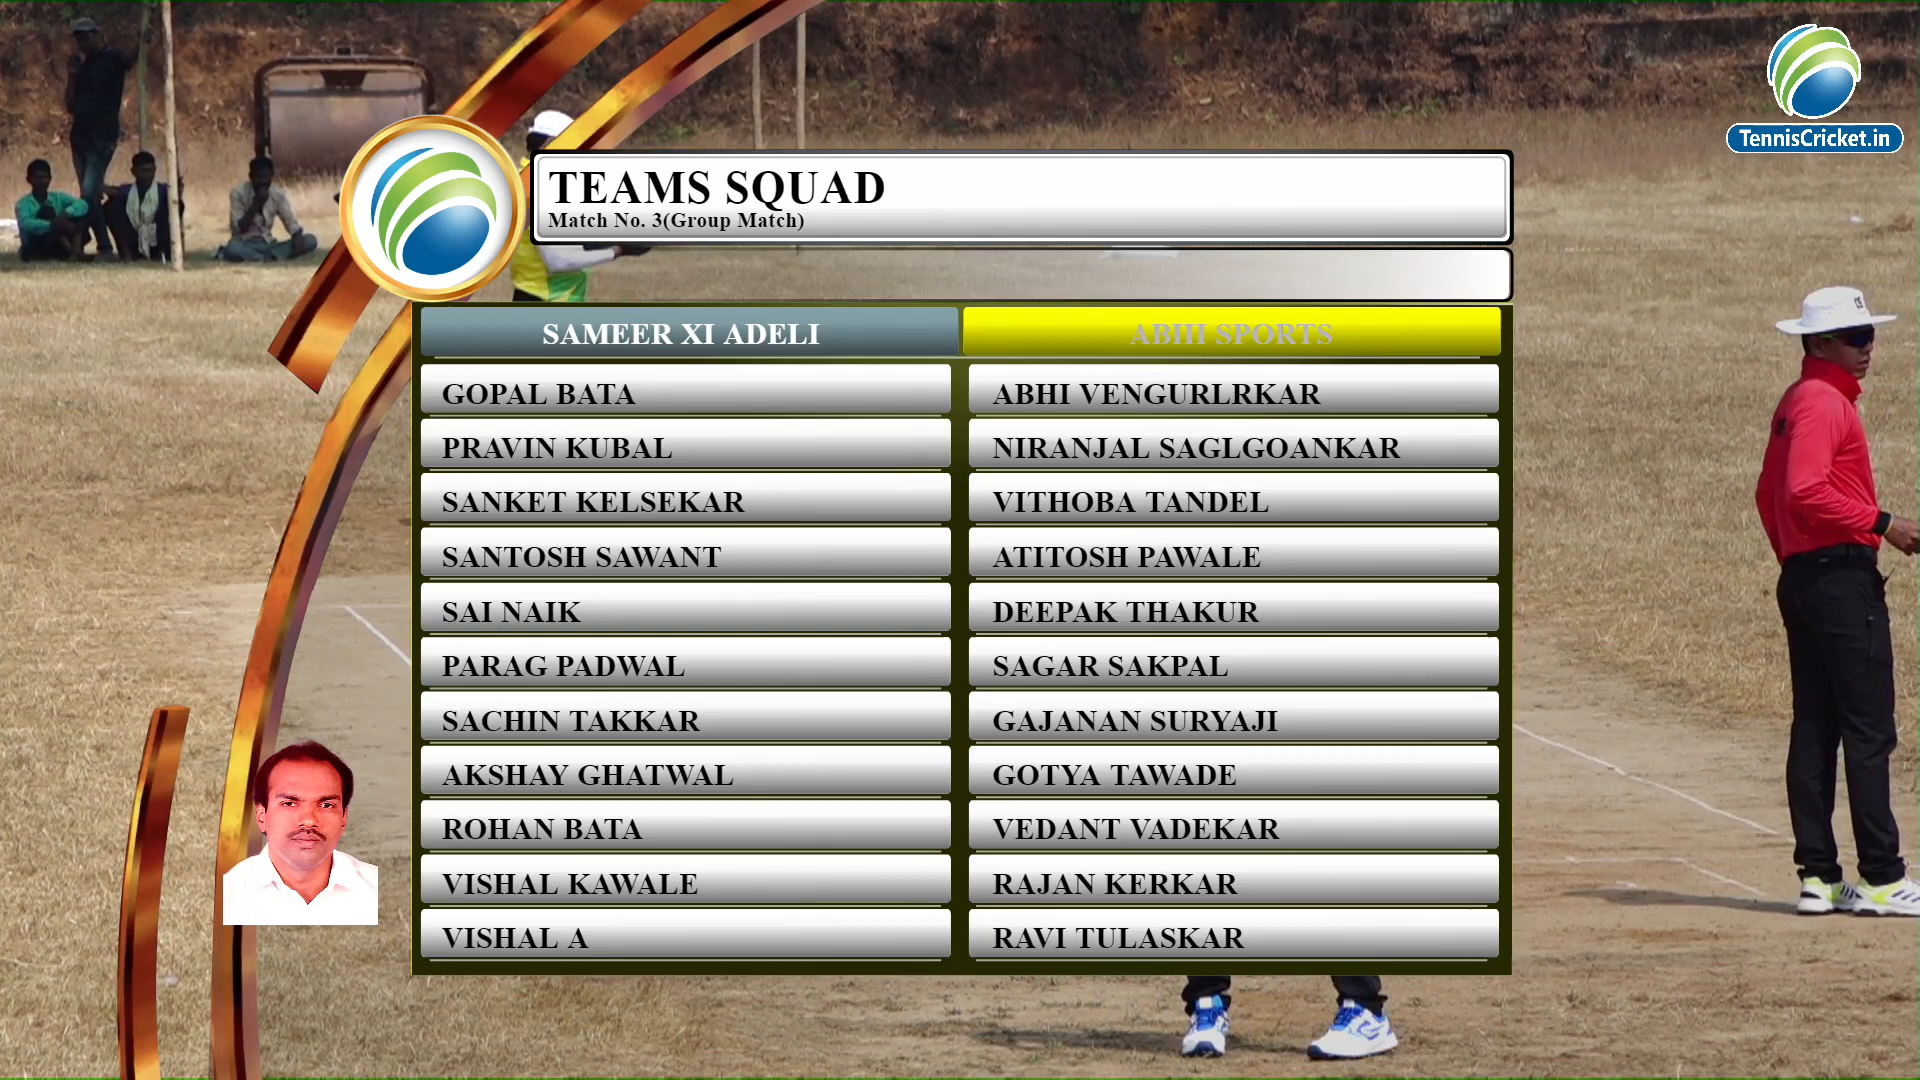 TennisCricket.in
TEAMS SQUAD
Match No. 3(Group Match)
SAMEER XI ADELI
ABHI SPORTS
GOPAL BATA
ABHI VENGURLRKAR
PRAVIN KUBAL
NIRANJAL SAGLGOANKAR
SANKET KELSEKAR
VITHOBA TANDEL
SANTOSH SAWANT
ATITOSH PAWALE
SAI NAIK
DEEPAK THAKUR
PARAG PADWAL
SAGAR SAKPAL
SACHIN TAKKAR
GAJANAN SURYAJI
AKSHAY GHATWAL
GOTYA TAWADE
ROHAN BATA
VEDANT VADEKAR
VISHAL KAWALE
RAJAN KERKAR
VISHAL A
RAVI TULASKAR